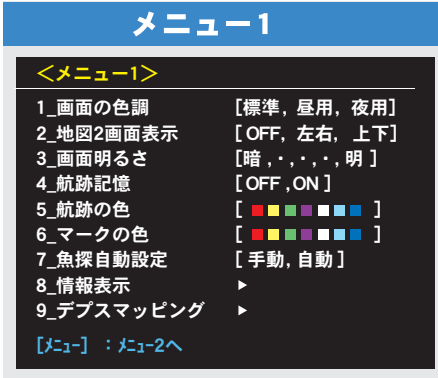 メニュー1
＜メニュー1＞
1_画面の色調 [標準, 昼用, 夜用]
2_地図2画面表示 [OFF, 左右, 上下]
3_画面明るさ [暗 ,・,・,・, 明 ]
4_航跡記憶 [OFF ,ON ]
5_航跡の色 [ ■■■■■■■ ]
6_マークの色 [ ■■■■■■■ ]
7_魚探自動設定 [ 手動, 自動 ]
8_情報表示 ▶
9_デプスマッピング ▶
[ﾒﾆｭｰ] ：ﾒﾆｭｰ2へ